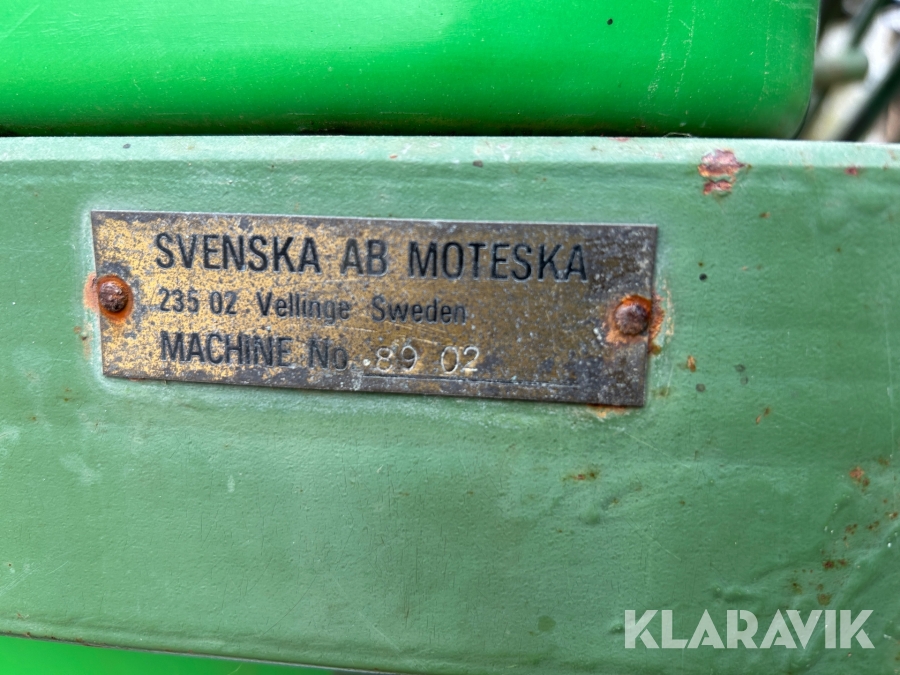 SVENSKA AB MOTESKA
235 02 Vellinge Sweden
MACHINE No. 89 02
KLARAVIK